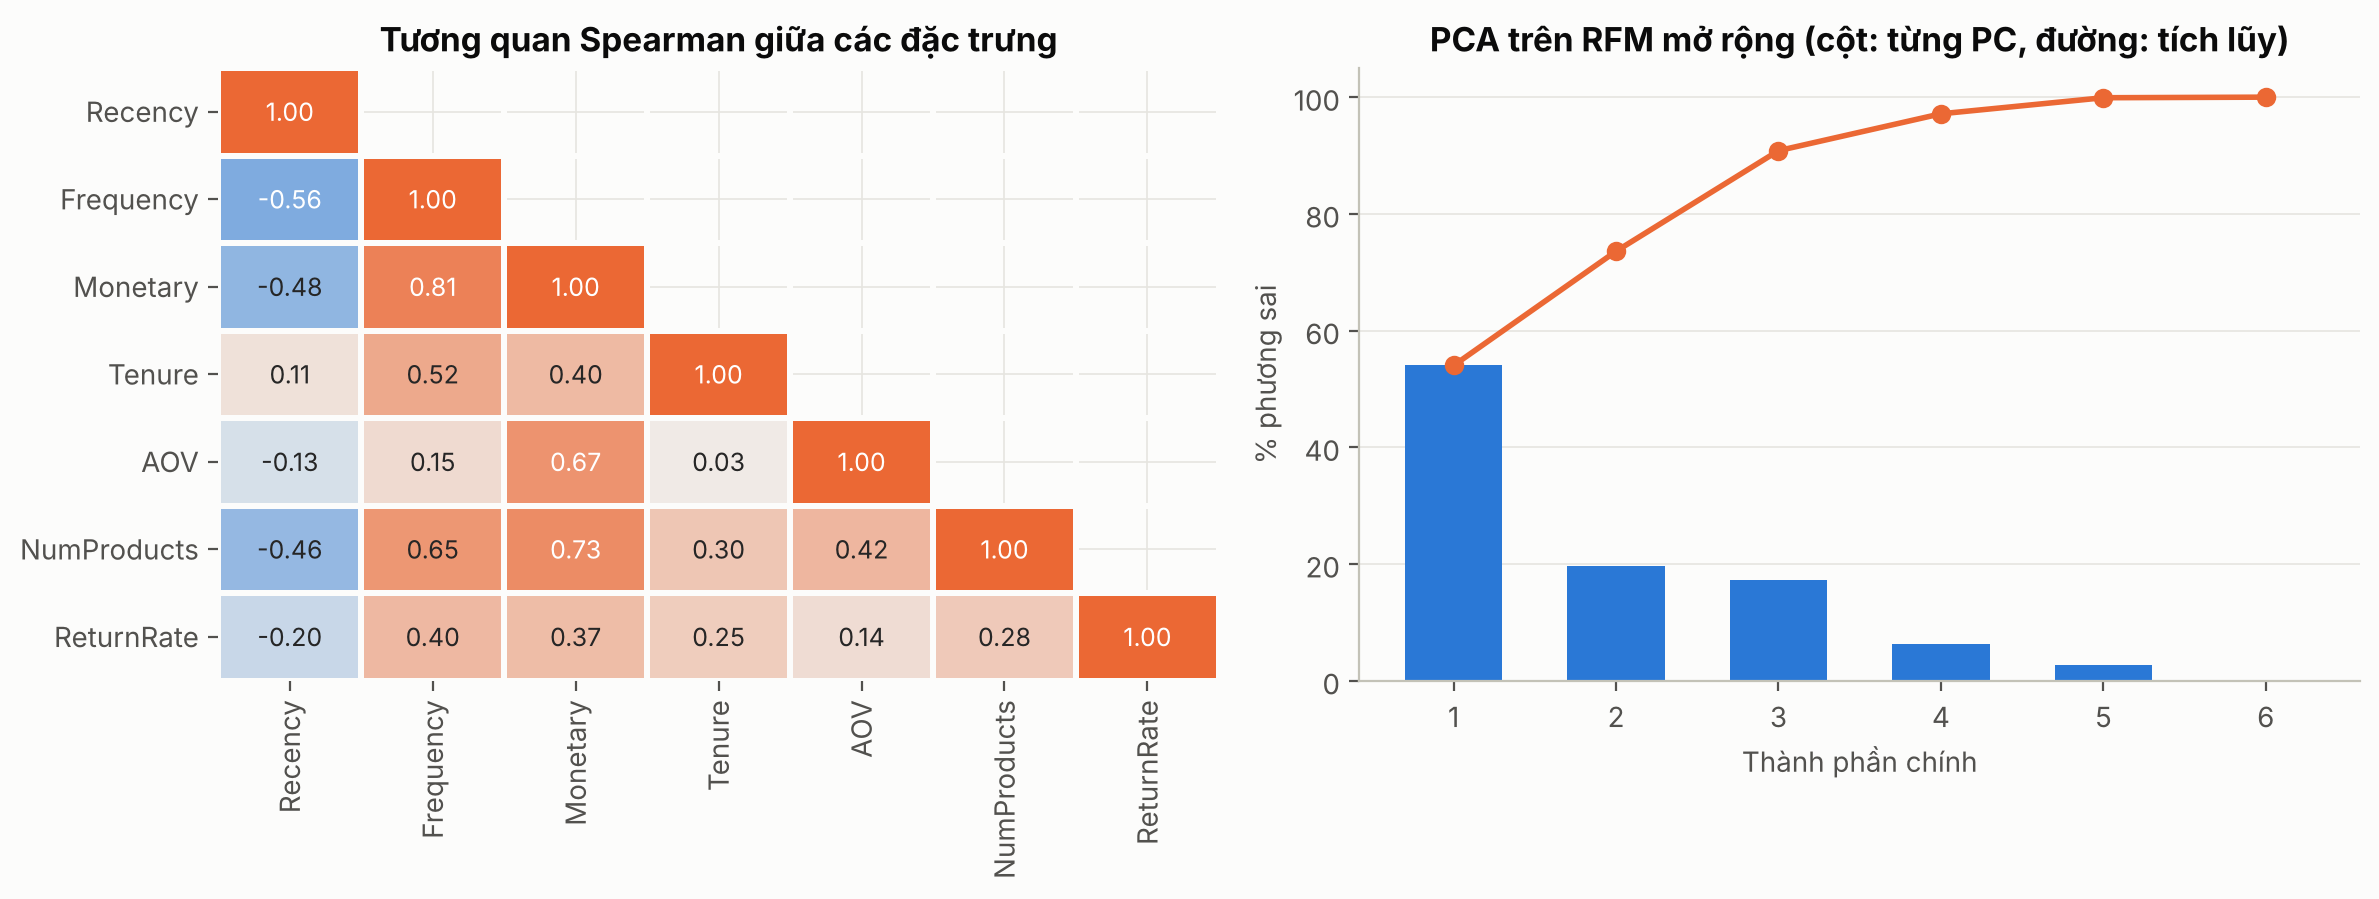 Tương quan Spearman giữa các đặc trưng
Recency 1.00
Frequency -0.56 1.00
Monetary -0.48 0.81 1.00
Tenure 0.11 0.52 0.40 1.00
AOV -0.13 0.15 0.67 0.03 1.00
NumProducts -0.46 0.65 0.73 0.30 0.42 1.00
ReturnRate -0.20 0.40 0.37 0.25 0.14 0.28 1.00
Recency Frequency Monetary Tenure AOV NumProducts ReturnRate
PCA trên RFM mở rộng (cột: từng PC, đường: tích lũy)
% phương sai
100
80
60
40
20
0
1 2 3 4 5 6
Thành phần chính